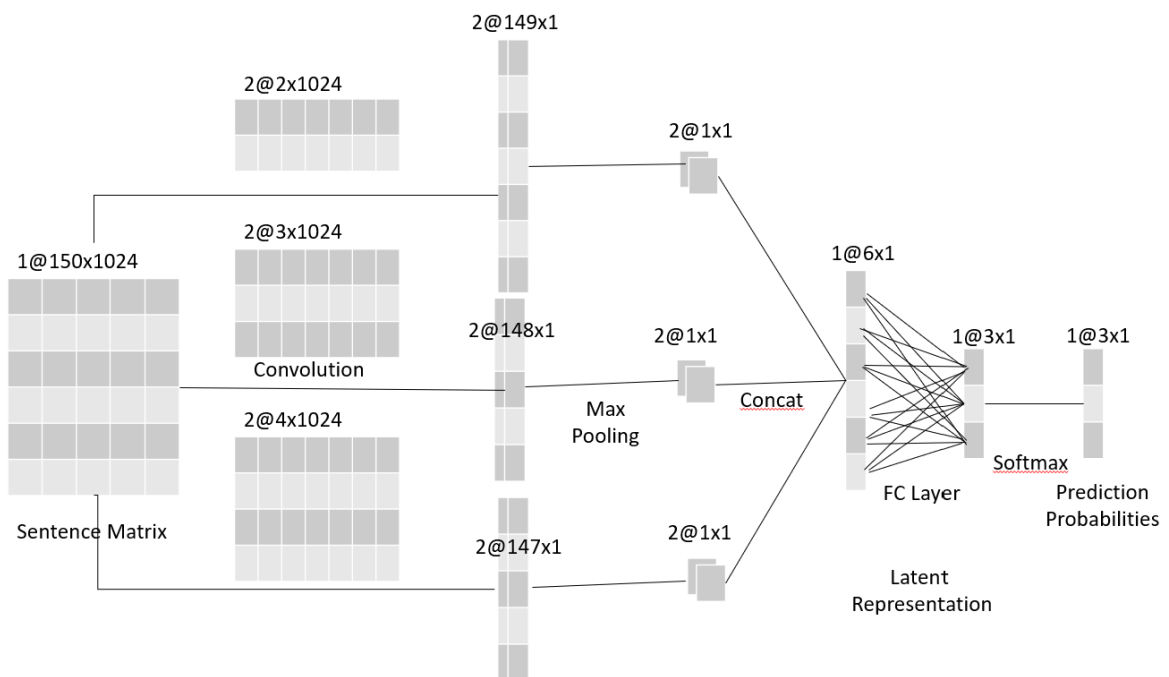 2@149x1
2@2x1024
2@1x1
2@3x1024
1@150x1024
1@6x1
2@148x1
2@1x1
1@3x1
1@3x1
Convolution
Max
Pooling
Concat
2@4x1024
Softmax
FC Layer
Prediction
Probabilities
Sentence Matrix
2@147x1
2@1x1
Latent
Representation